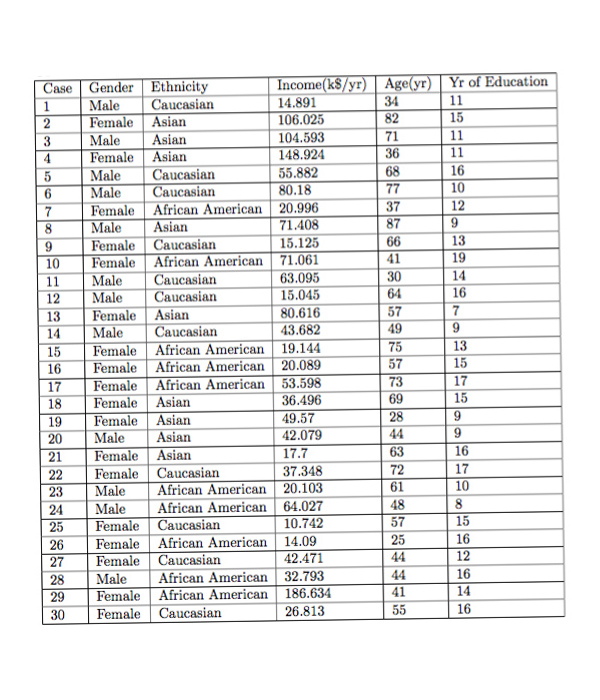 Case Gender Ethnicity Income(k$/yr) Age(yr) Yr of Education
1 Male Caucasian 14.891 34 11
2 Female Asian 106.025 82 15
3 Male Asian 104.593 71 11
4 Female Asian 148.924 36 11
5 Male Caucasian 55.882 68 16
6 Male Caucasian 80.18 77 10
7 Female African American 20.996 37 12
8 Male Asian 71.408 87 9
9 Female Caucasian 15.125 66 13
10 Female African American 71.061 41 19
11 Male Caucasian 63.095 30 14
12 Male Caucasian 15.045 64 16
13 Female Asian 80.616 57 7
14 Male Caucasian 43.682 49 9
15 Female African American 19.144 75 13
16 Female African American 20.089 57 15
17 Female African American 53.598 73 17
18 Female Asian 36.496 69 15
19 Female Asian 49.57 28 9
20 Male Asian 42.079 44 9
21 Female Asian 17.7 63 16
22 Female Caucasian 37.348 72 17
23 Male African American 20.103 61 10
24 Male African American 64.027 48 8
25 Female Caucasian 10.742 57 15
26 Female African American 14.09 25 16
27 Female Caucasian 42.471 44 12
28 Male African American 32.793 44 16
29 Female African American 186.634 41 14
30 Female Caucasian 26.813 55 16